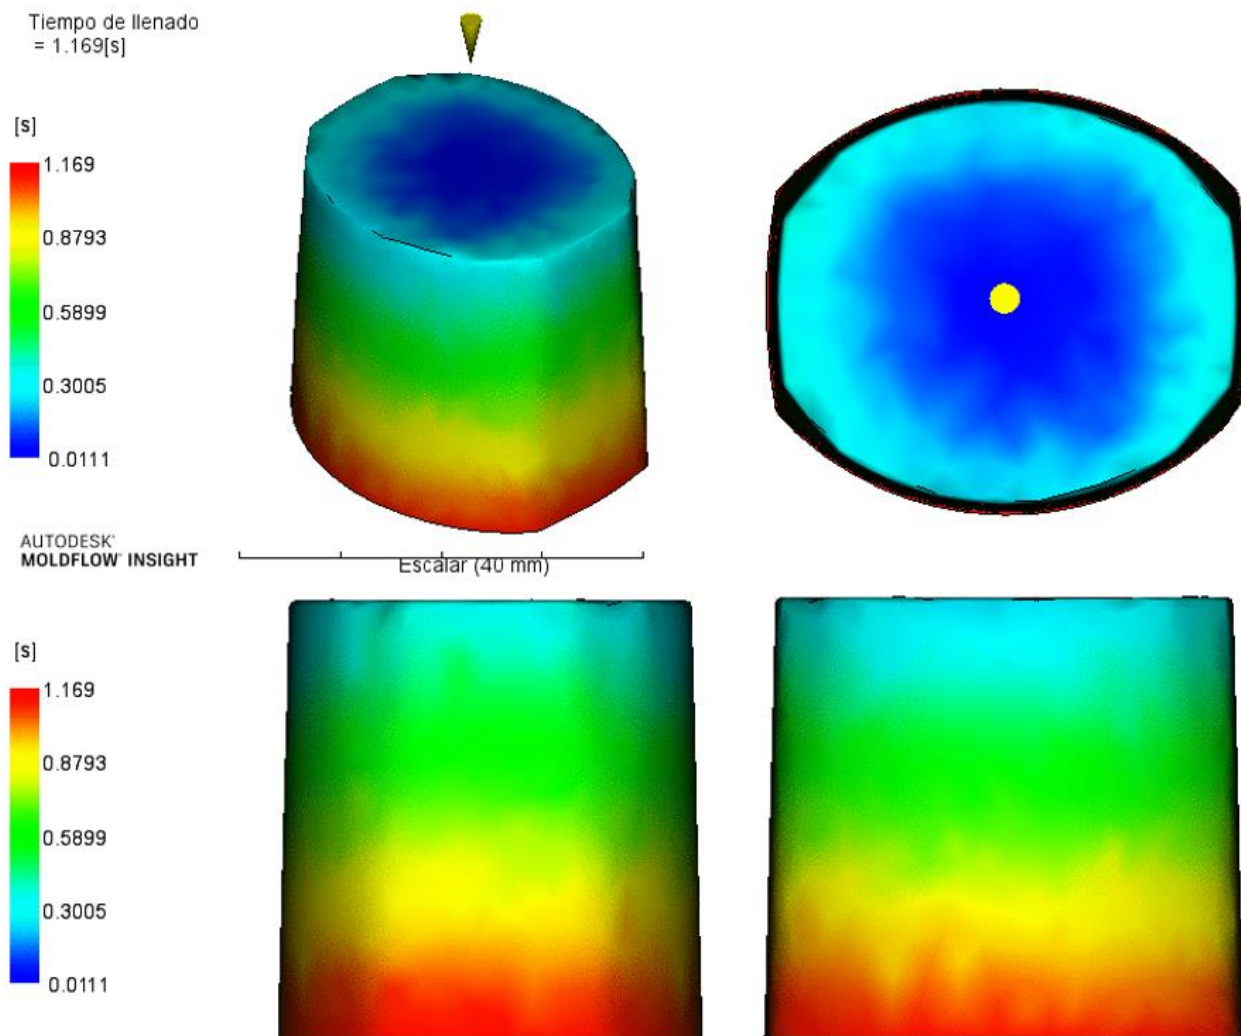 Tiempo de llenado
= 1.169[s]
[s]
1.169
0.8793
0.5899
0.3005
0.0111
AUTODESK'
MOLDFLOW' INSIGHT
Escalar (40 mm)
[s]
1.169
0.8793
0.5899
0.3005
0.0111